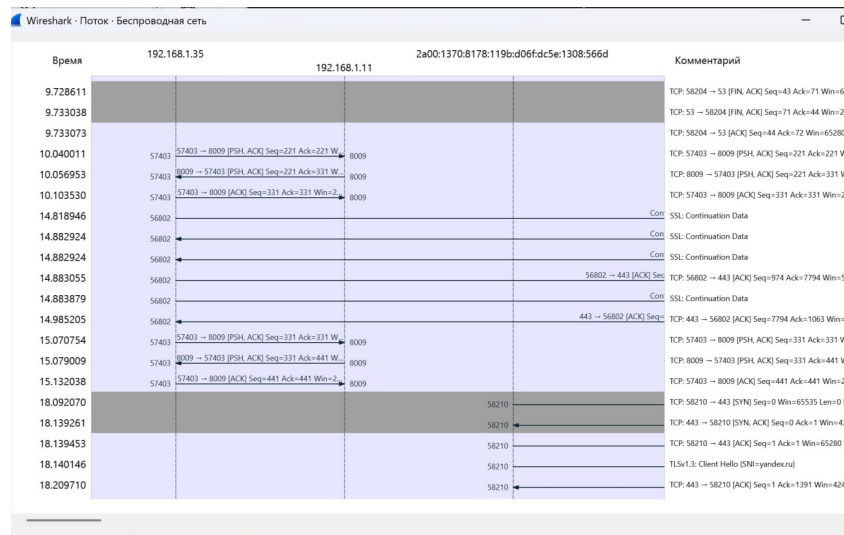 Wireshark · Поток · Беспроводная сеть
Время 192.168.1.35 192.168.1.11 2a00:1370:8178:119b:d06f:dc5e:1308:566d Комментарий
9.728611 TCP: 58204 → 53 [FIN, ACK] Seq=43 Ack=71 Win=6
9.733038 TCP: 53 → 58204 [FIN, ACK] Seq=71 Ack=44 Win=2
9.733073 TCP: 58204 → 53 [ACK] Seq=44 Ack=72 Win=65280
10.040011 57403 57403 → 8009 [PSH, ACK] Seq=221 Ack=221 W... 8009 TCP: 57403 → 8009 [PSH, ACK] Seq=221 Ack=221 W
10.056953 57403 8009 → 57403 [PSH, ACK] Seq=221 Ack=331 W... 8009 TCP: 8009 → 57403 [PSH, ACK] Seq=221 Ack=331 W
10.103530 57403 57403 → 8009 [ACK] Seq=331 Ack=331 Win=2... 8009 TCP: 57403 → 8009 [ACK] Seq=331 Ack=331 Win=2
14.818946 56802 Con SSL: Continuation Data
14.882924 56802 Con SSL: Continuation Data
14.882924 56802 Con SSL: Continuation Data
14.883055 56802 56802 → 443 [ACK] Sec TCP: 56802 → 443 [ACK] Seq=974 Ack=7794 Win=5
14.883879 56802 Con SSL: Continuation Data
14.985205 56802 443 → 56802 [ACK] Seq= TCP: 443 → 56802 [ACK] Seq=7794 Ack=1063 Win=
15.070754 57403 57403 → 8009 [PSH, ACK] Seq=331 Ack=331 W... 8009 TCP: 57403 → 8009 [PSH, ACK] Seq=331 Ack=331 W
15.079009 57403 8009 → 57403 [PSH, ACK] Seq=331 Ack=441 W... 8009 TCP: 8009 → 57403 [PSH, ACK] Seq=331 Ack=441 W
15.132038 57403 57403 → 8009 [ACK] Seq=441 Ack=441 Win=2... 8009 TCP: 57403 → 8009 [ACK] Seq=441 Ack=441 Win=2
18.092070 58210 TCP: 58210 → 443 [SYN] Seq=0 Win=65535 Len=0
18.139261 58210 TCP: 443 → 58210 [SYN, ACK] Seq=0 Ack=1 Win=4
18.139453 58210 TCP: 58210 → 443 [ACK] Seq=1 Ack=1 Win=65280
18.140146 58210 TLSv1.3: Client Hello (SNI=yandex.ru)
18.209710 58210 TCP: 443 → 58210 [ACK] Seq=1 Ack=1391 Win=424